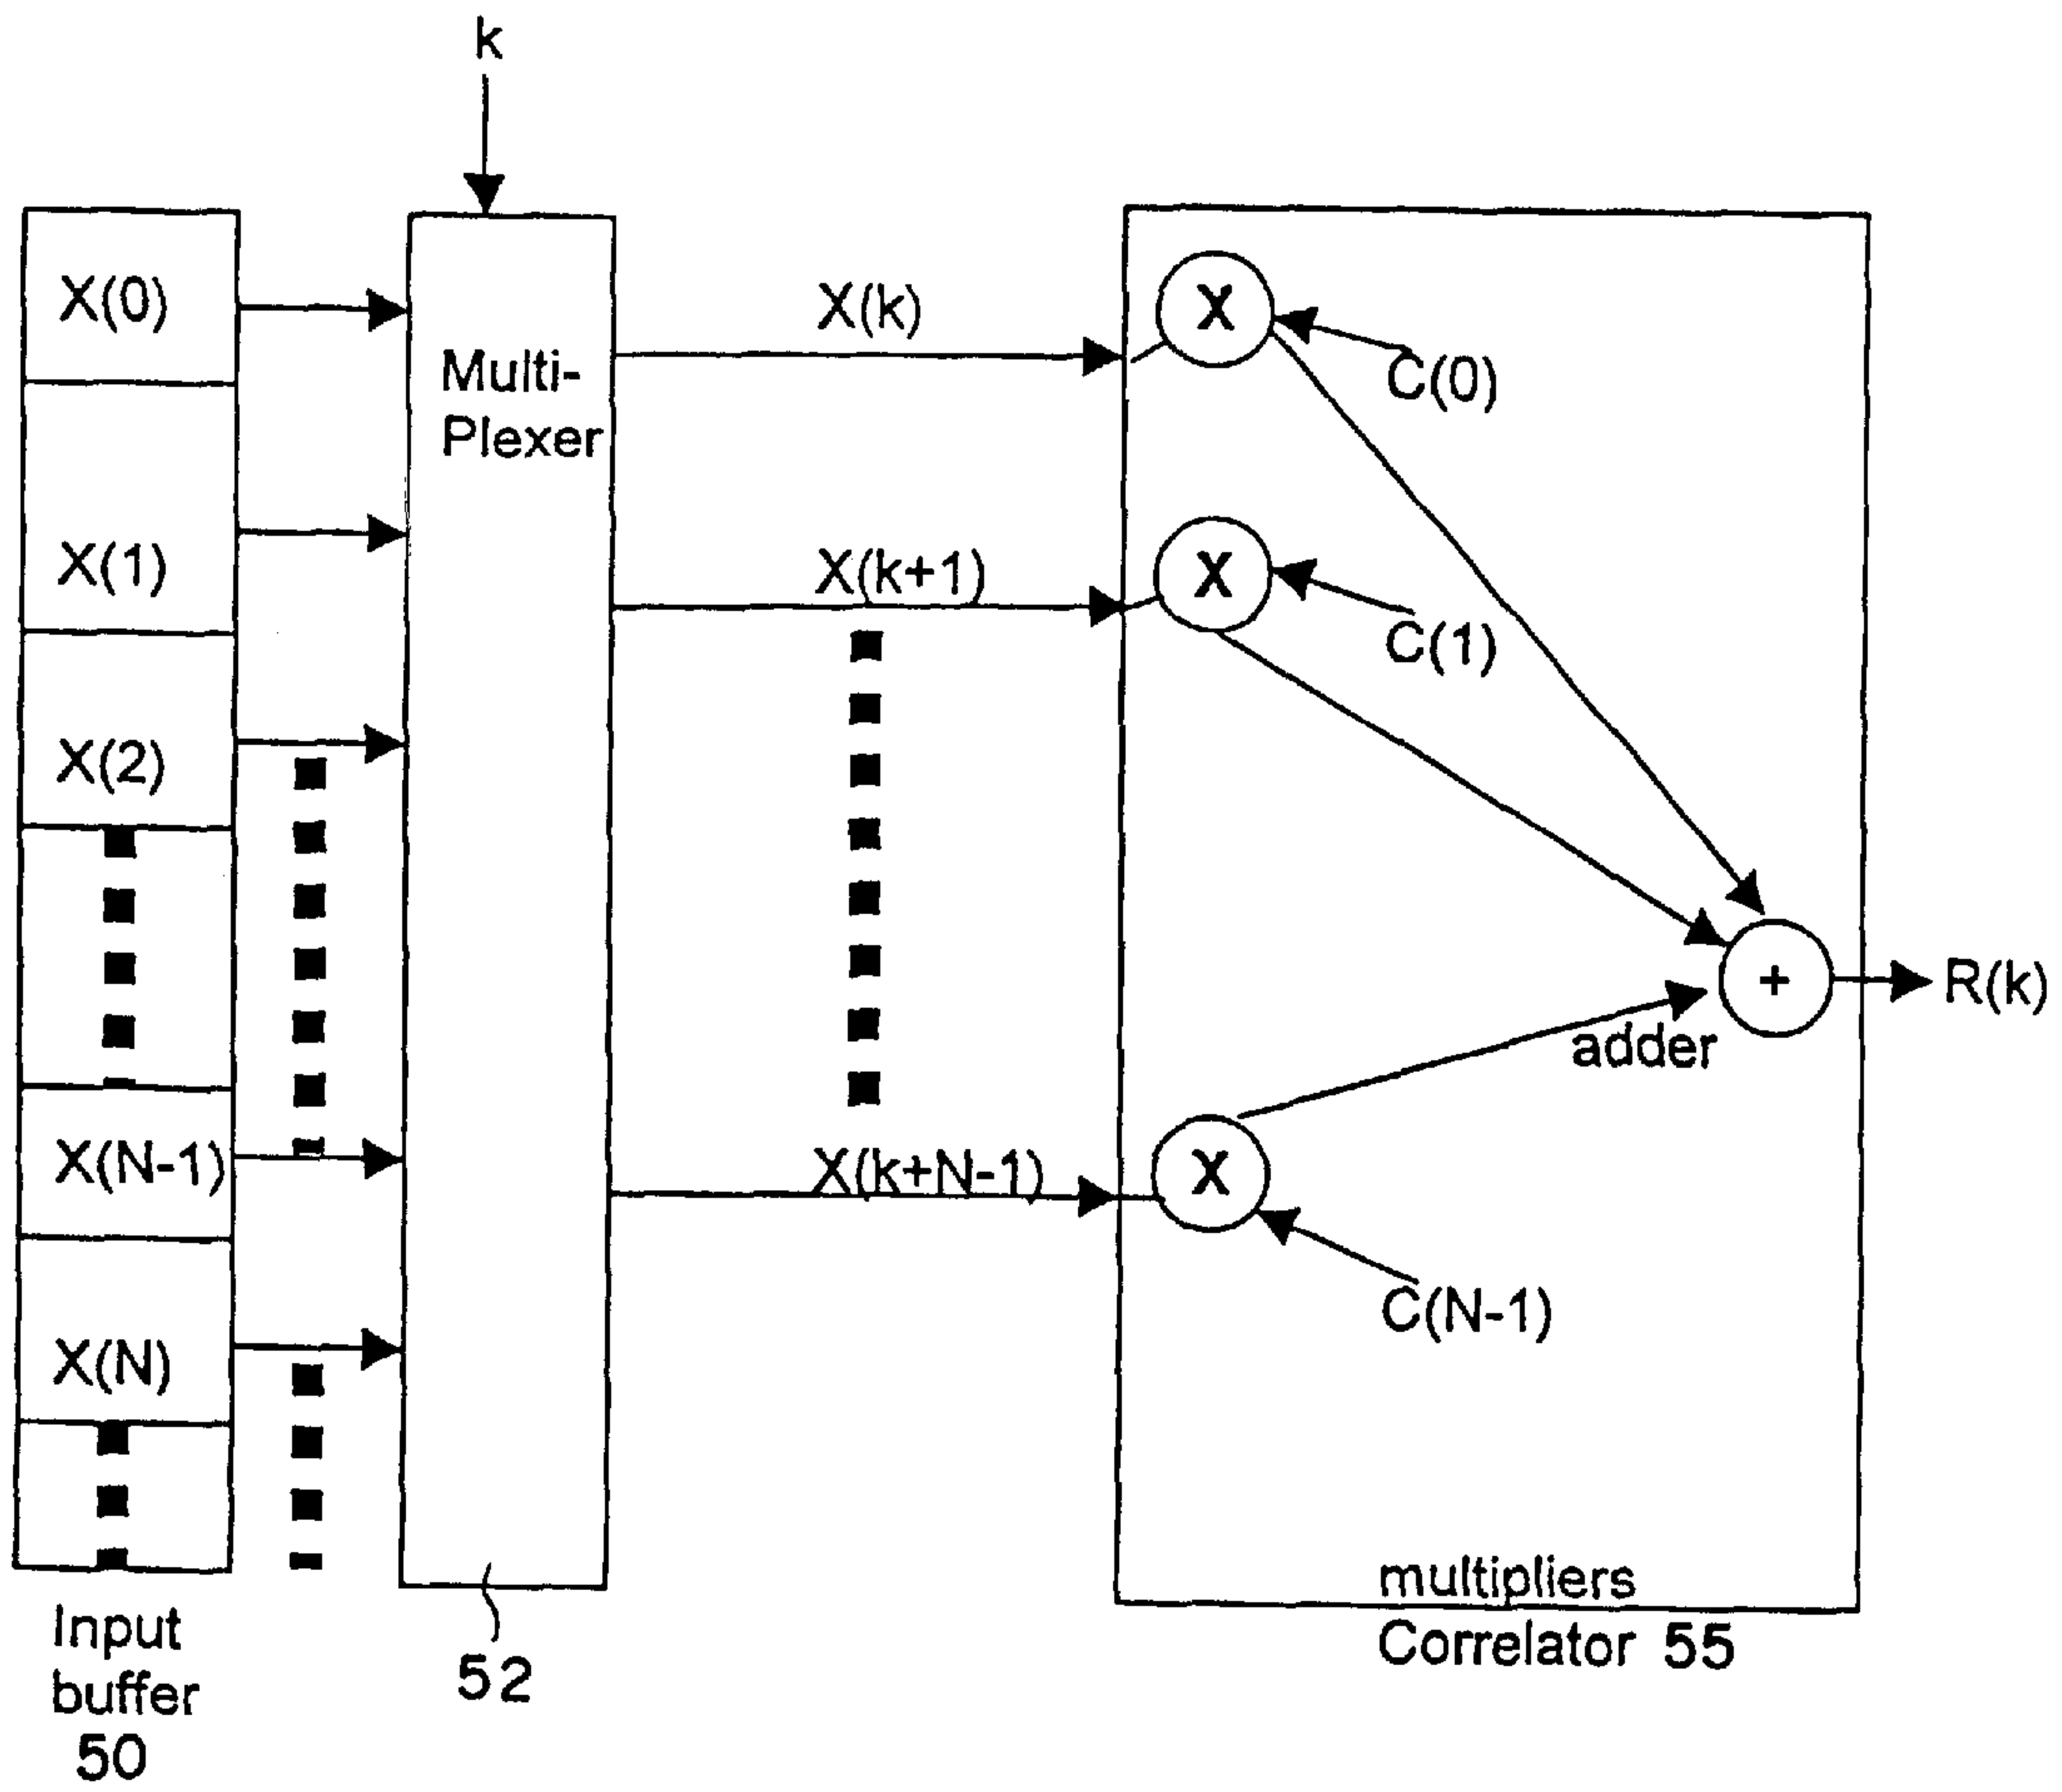 k
X(0)
X(1)
X(2)
X(N-1)
X(N)
Input
buffer
50
Multi-
Plexer
52
X(k)
X(k+1)
X(k+N-1)
X
C(0)
X
C(1)
X
C(N-1)
+
adder
R(k)
multipliers
Correlator 55